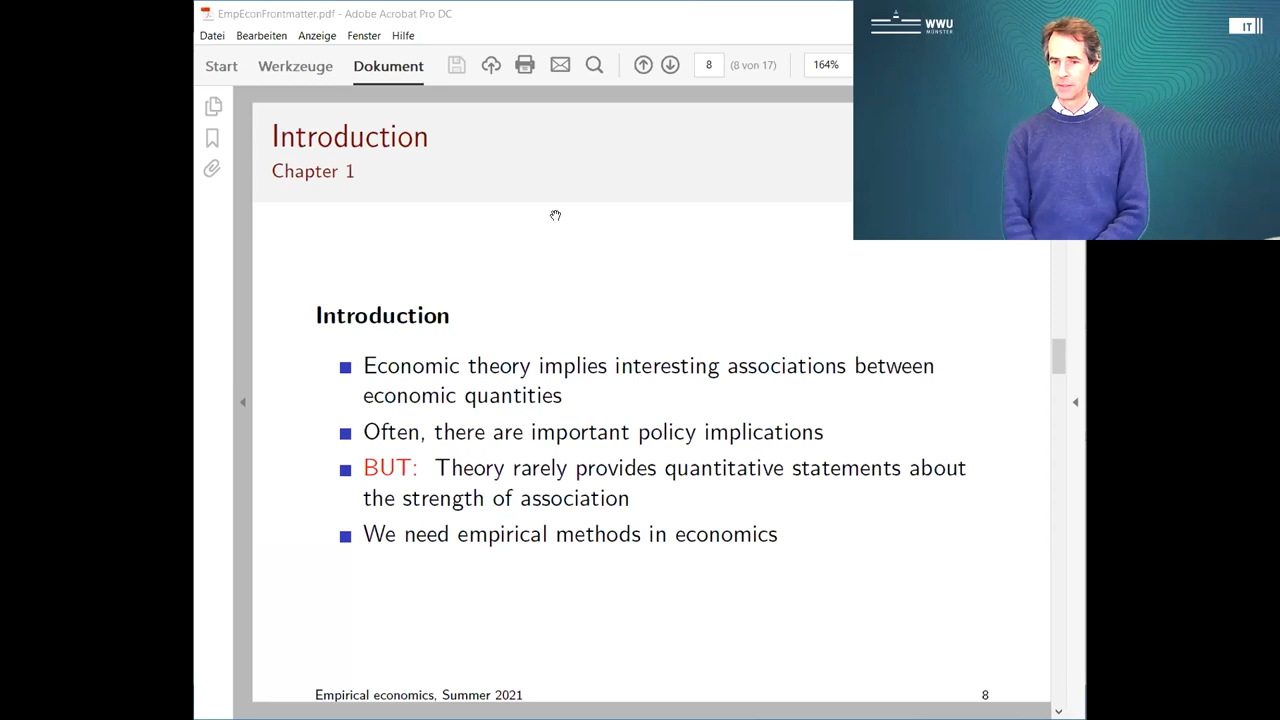 EmpEconFrontmatter.pdf - Adobe Acrobat Pro DC
Datei Bearbeiten Anzeige Fenster Hilfe
Start Werkzeuge Dokument 8 (8 von 17) 164%
WWU
MÜNSTER
IT
Introduction
Chapter 1
Introduction
Economic theory implies interesting associations between
economic quantities
Often, there are important policy implications
BUT: Theory rarely provides quantitative statements about
the strength of association
We need empirical methods in economics
Empirical economics, Summer 2021 8